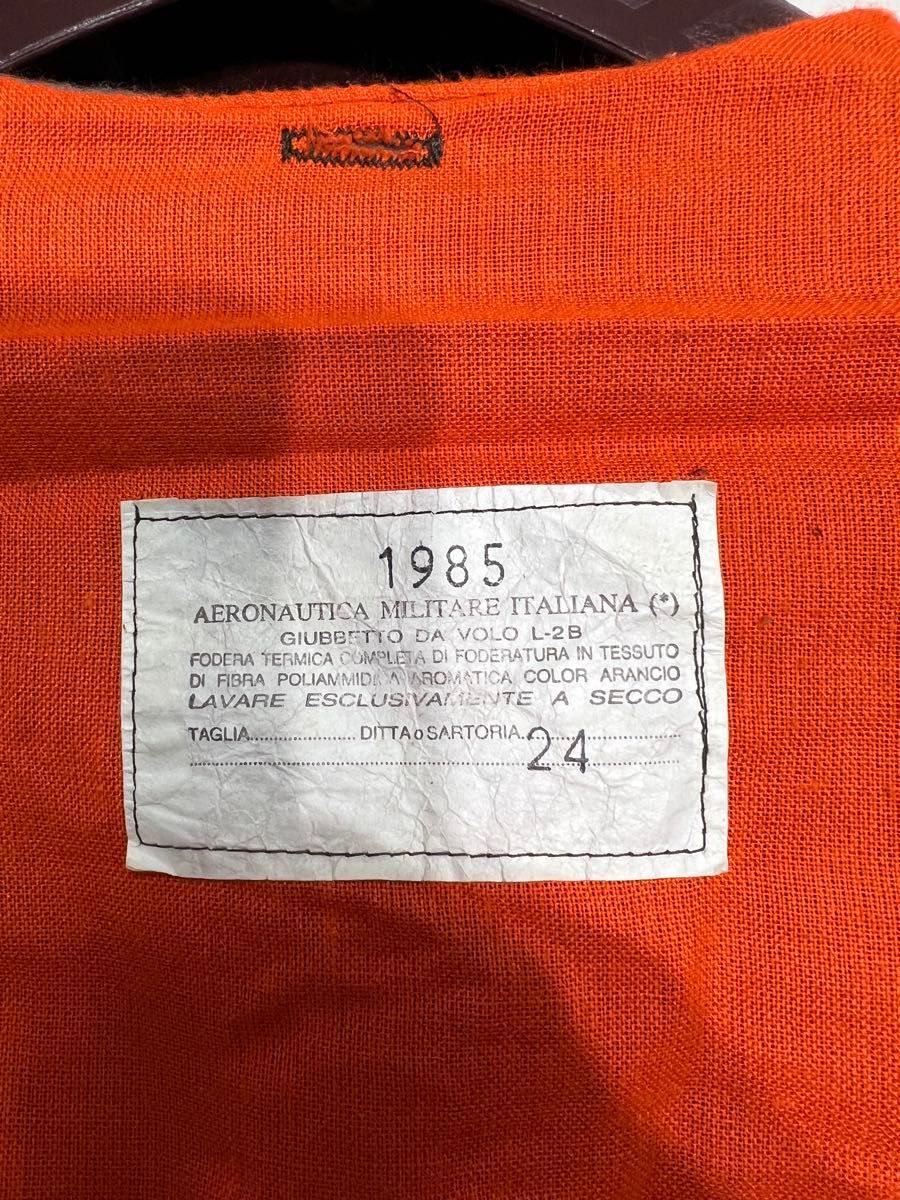 1985
AERONAUTICA MILITARE ITALIANA (*)
GIUBBETTO DA VOLO L-2B
FODERA TERMICA COMPLETA DI FODERATURA IN TESSUTO
DI FIBRA POLIAMMIDICA AROMATICA COLOR ARANCIO
LAVARE ESCLUSIVAMENTE A SECCO
TAGLIA.................... DITTA o SARTORIA..............................
24